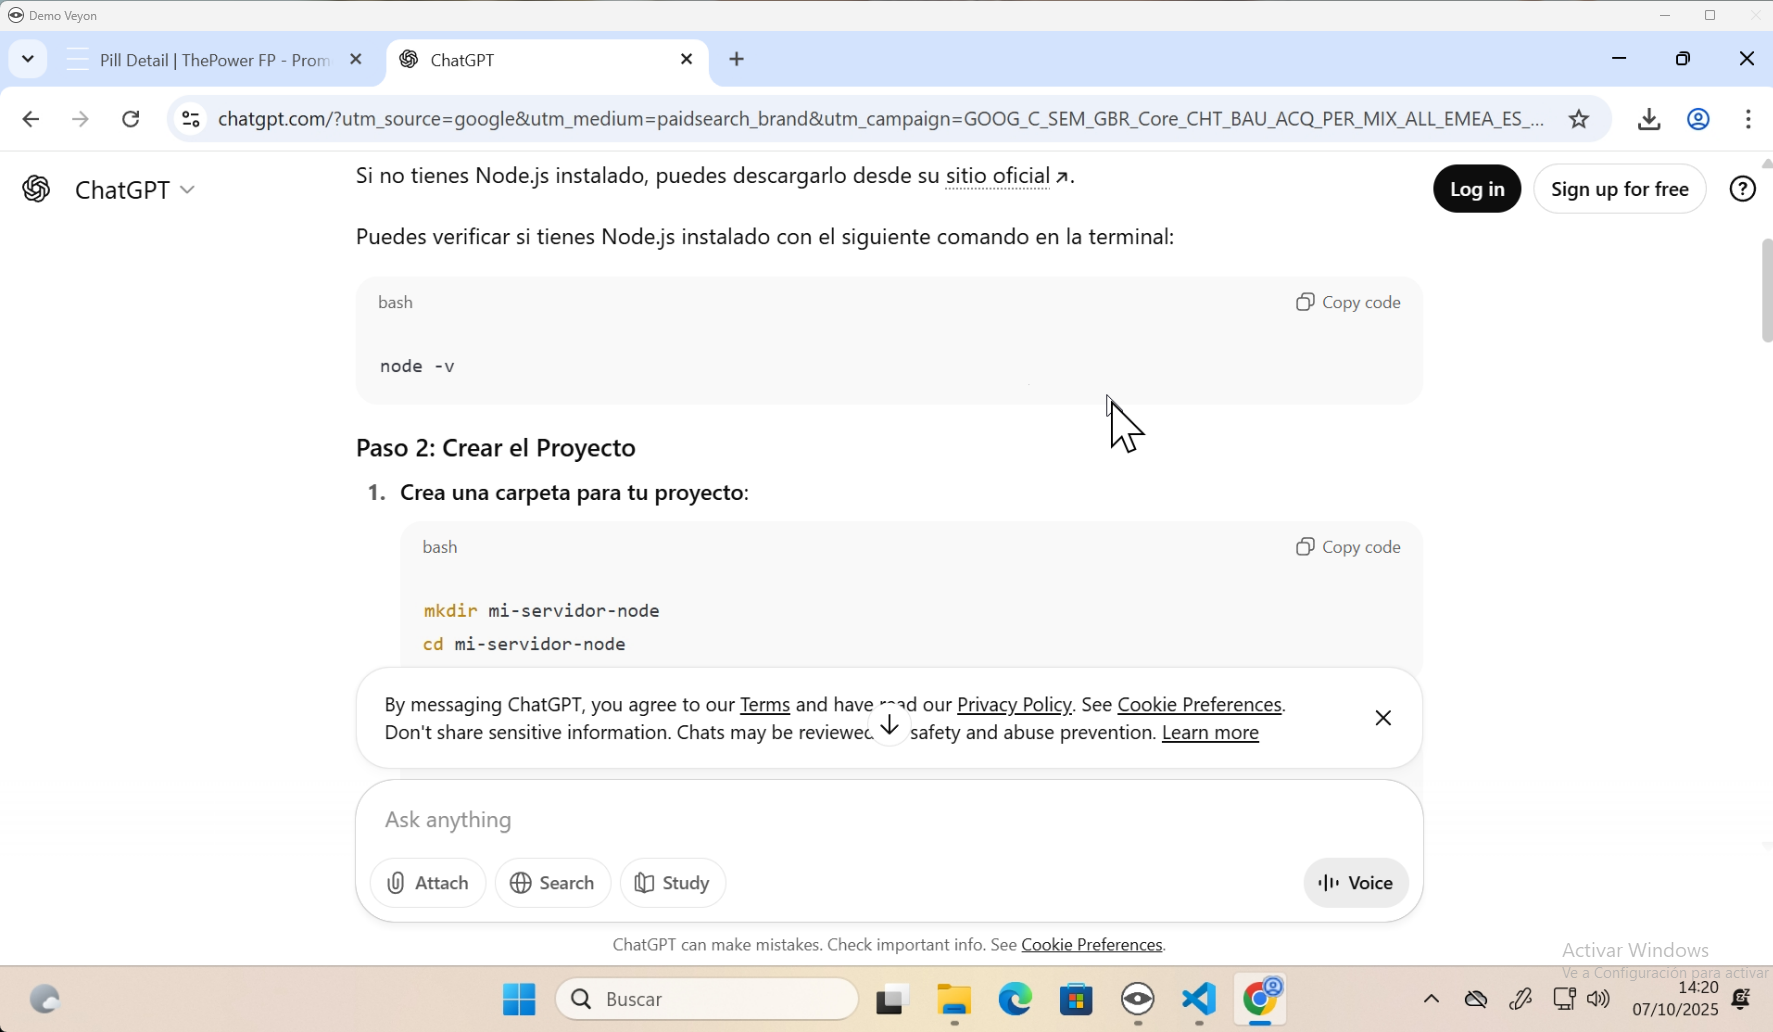 Demo Veyon
Pill Detail | ThePower FP - Prom
ChatGPT
chatgpt.com/?utm_source=google&utm_medium=paidsearch_brand&utm_campaign=GOOG_C_SEM_GBR_Core_CHT_BAU_ACQ_PER_MIX_ALL_EMEA_ES_...
ChatGPT
Log in
Sign up for free
Si no tienes Node.js instalado, puedes descargarlo desde su sitio oficial ↗.
Puedes verificar si tienes Node.js instalado con el siguiente comando en la terminal:
bash
Copy code
node -v
Paso 2: Crear el Proyecto
1. Crea una carpeta para tu proyecto:
bash
Copy code
mkdir mi-servidor-node
cd mi-servidor-node
By messaging ChatGPT, you agree to our Terms and have read our Privacy Policy. See Cookie Preferences.
Don't share sensitive information. Chats may be reviewed safety and abuse prevention. Learn more
Ask anything
Attach
Search
Study
Voice
ChatGPT can make mistakes. Check important info. See Cookie Preferences.
Activar Windows
Ve a Configuración para activar
Buscar
14:20
07/10/2025